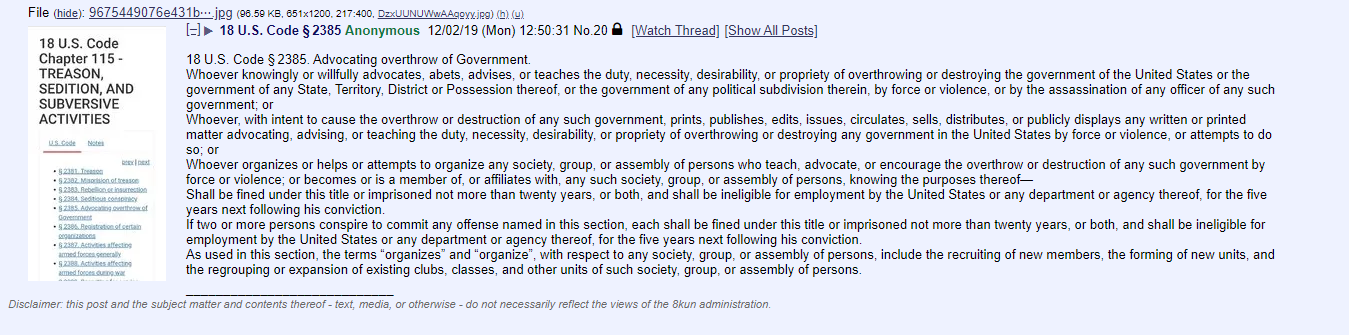 File (hide): 9675449076e431b⋯.jpg (96.59 KB, 651x1200, 217:400, DzxUUNUWwAAqoyy.jpg) (h) (u)
[–]▶ 18 U.S. Code § 2385 Anonymous 12/02/19 (Mon) 12:50:31 No.20 [Watch Thread] [Show All Posts]
18 U.S. Code
Chapter 115 -
TREASON,
SEDITION, AND
SUBVERSIVE
ACTIVITIES
U.S. Code Notes
prev | next
• § 2381. Treason
• § 2382. Misprision of treason
• § 2383. Rebellion or insurrection
• § 2384. Seditious conspiracy
• § 2385. Advocating overthrow of
Government
• § 2386. Registration of certain
organizations
• § 2387. Activities affecting
armed forces generally
• § 2388. Activities affecting
armed forces during war
18 U.S. Code § 2385. Advocating overthrow of Government.
Whoever knowingly or willfully advocates, abets, advises, or teaches the duty, necessity, desirability, or propriety of overthrowing or destroying the government of the United States or the
government of any State, Territory, District or Possession thereof, or the government of any political subdivision therein, by force or violence, or by the assassination of any officer of any such
government; or
Whoever, with intent to cause the overthrow or destruction of any such government, prints, publishes, edits, issues, circulates, sells, distributes, or publicly displays any written or printed
matter advocating, advising, or teaching the duty, necessity, desirability, or propriety of overthrowing or destroying any government in the United States by force or violence, or attempts to do
so; or
Whoever organizes or helps or attempts to organize any society, group, or assembly of persons who teach, advocate, or encourage the overthrow or destruction of any such government by
force or violence; or becomes or is a member of, or affiliates with, any such society, group, or assembly of persons, knowing the purposes thereof—
Shall be fined under this title or imprisoned not more than twenty years, or both, and shall be ineligible for employment by the United States or any department or agency thereof, for the five
years next following his conviction.
If two or more persons conspire to commit any offense named in this section, each shall be fined under this title or imprisoned not more than twenty years, or both, and shall be ineligible for
employment by the United States or any department or agency thereof, for the five years next following his conviction.
As used in this section, the terms “organizes” and “organize”, with respect to any society, group, or assembly of persons, include the recruiting of new members, the forming of new units, and
the regrouping or expansion of existing clubs, classes, and other units of such society, group, or assembly of persons.
Disclaimer: this post and the subject matter and contents thereof - text, media, or otherwise - do not necessarily reflect the views of the 8kun administration.